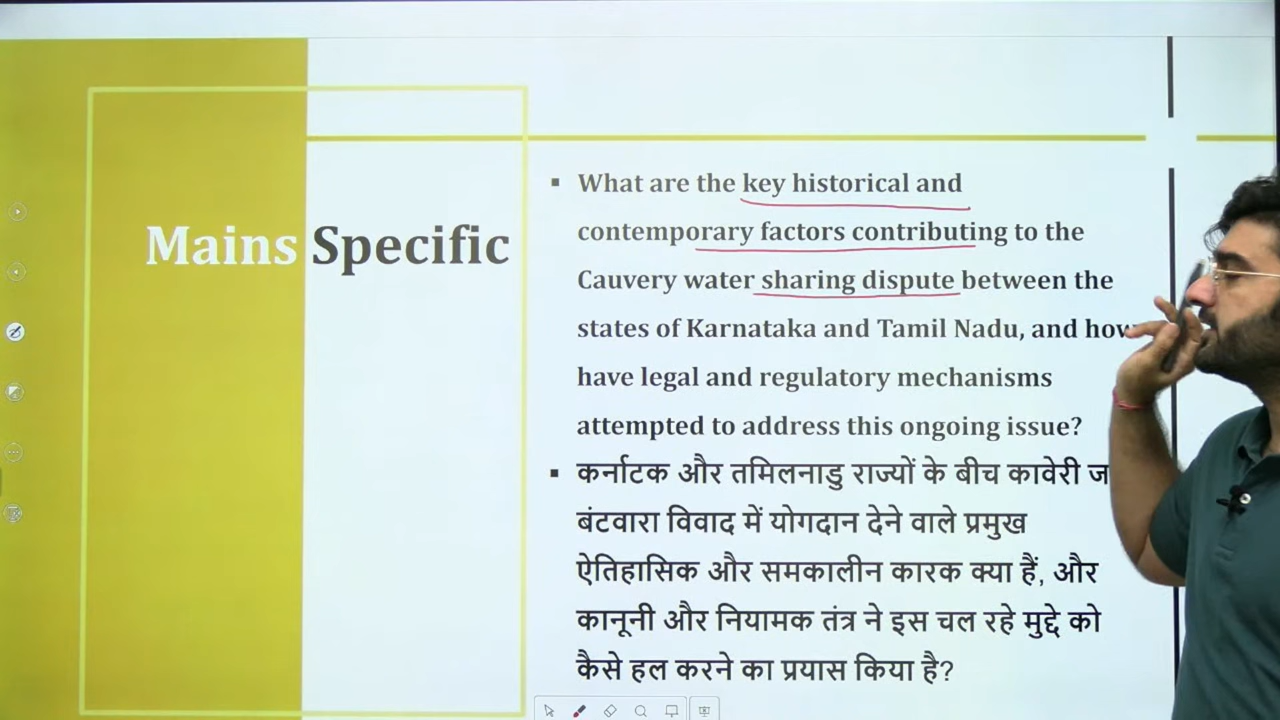 Mains Specific
▪ What are the key historical and
contemporary factors contributing to the
Cauvery water sharing dispute between the
states of Karnataka and Tamil Nadu, and how
have legal and regulatory mechanisms
attempted to address this ongoing issue?
▪ कर्नाटक और तमिलनाडु राज्यों के बीच कावेरी ज
बंटवारा विवाद में योगदान देने वाले प्रमुख
ऐतिहासिक और समकालीन कारक क्या हैं, और
कानूनी और नियामक तंत्र ने इस चल रहे मुद्दे को
कैसे हल करने का प्रयास किया है?